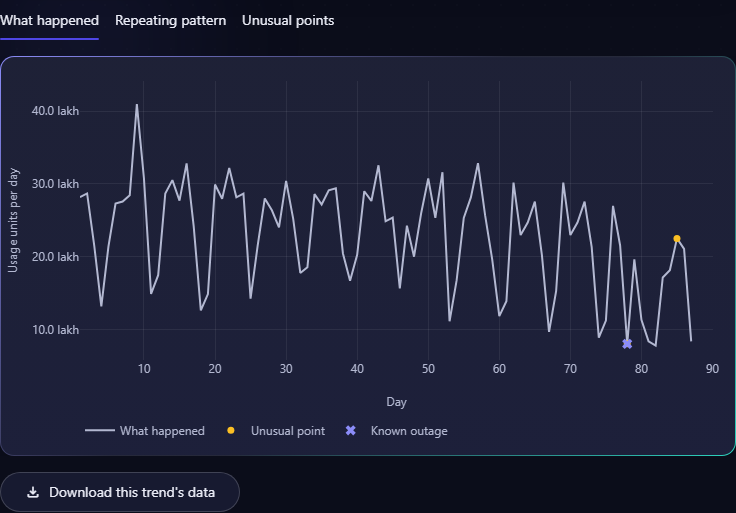 What happened Repeating pattern Unusual points
Usage units per day
40.0 lakh
30.0 lakh
20.0 lakh
10.0 lakh
10 20 30 40 50 60 70 80 90
Day
What happened Unusual point Known outage
Download this trend's data